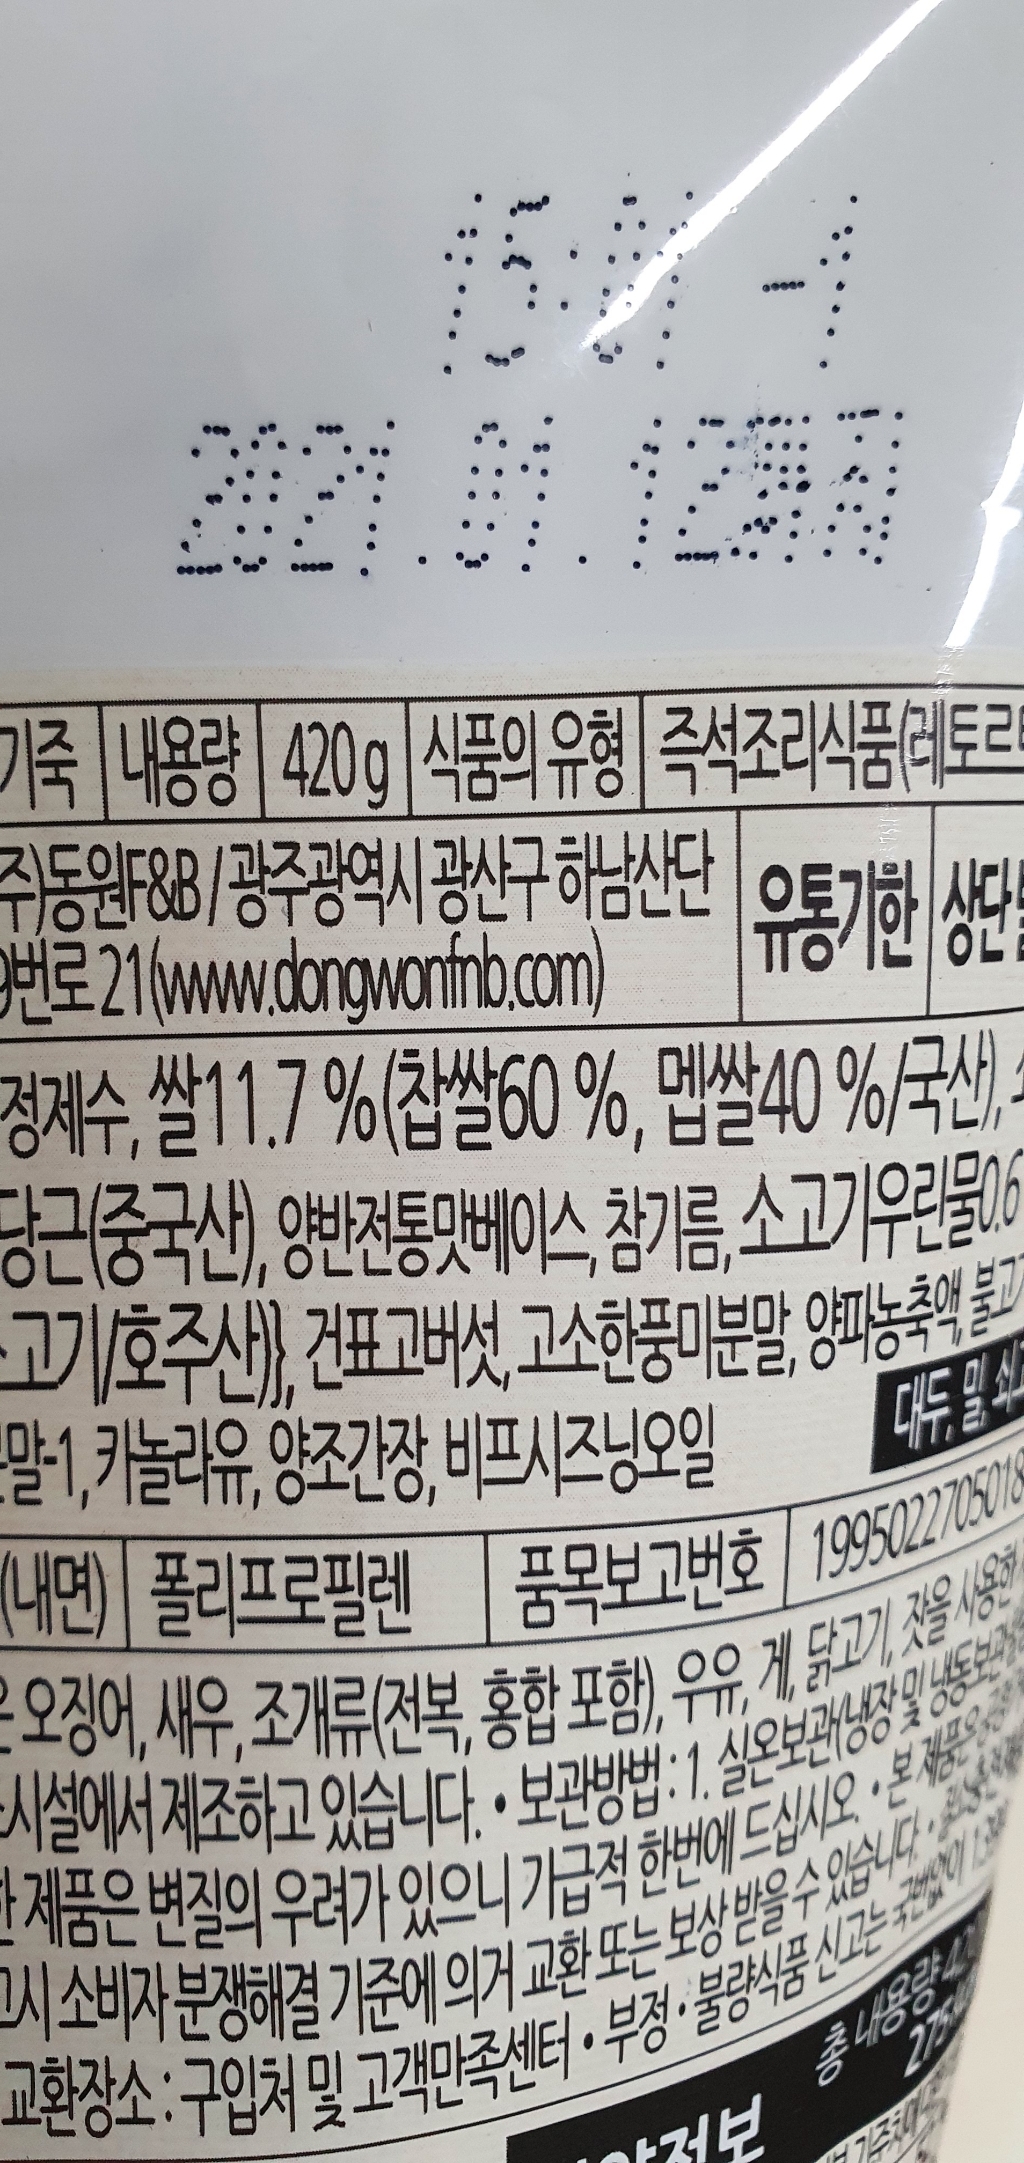 2021.01.12까지
기죽 내용량 420 g 식품의 유형 즉석조리식품(레토르트
주)동원F&B / 광주광역시 광산구 하남산단
9번로 21(www.dongwonfnb.com)
유통기한 상단
정제수, 쌀11.7 %(찹쌀60 %, 멥쌀40 %/국산),
당근(중국산), 양반전통맛베이스, 참기름, 소고기우린물0.6
고기/호주산)}, 건표고버섯, 고소한풍미분말, 양파농축액, 불고기
말-1, 카놀라유, 양조간장, 비프시즈닝오일
대두, 밀, 쇠고
(내면) 폴리프로필렌 품목보고번호 1995022705018
오징어, 새우, 조개류(전복, 홍합 포함), 우유, 게, 닭고기, 잣을 사용한
시설에서 제조하고 있습니다. • 보관방법 : 1. 실온보관(냉장 및 냉동보관
제품은 변질의 우려가 있으니 가급적 한번에 드십시오. • 본 제품은
고시 소비자 분쟁해결 기준에 의거 교환 또는 보상 받을 수 있습니다. •
교환장소 : 구입처 및 고객만족센터 • 부정·불량식품 신고는 국번없이 1399
총 내용량